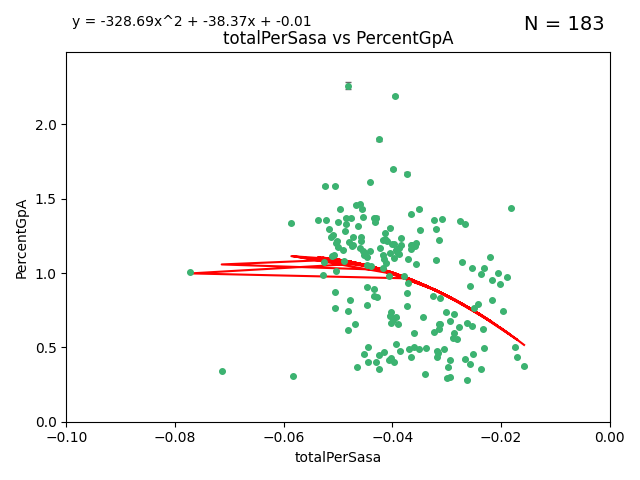 y = -328.69x^2 + -38.37x + -0.01
N = 183
totalPerSasa vs PercentGpA
PercentGpA
2.0
1.5
1.0
0.5
0.0
−0.10
−0.08
−0.06
−0.04
−0.02
0.00
totalPerSasa